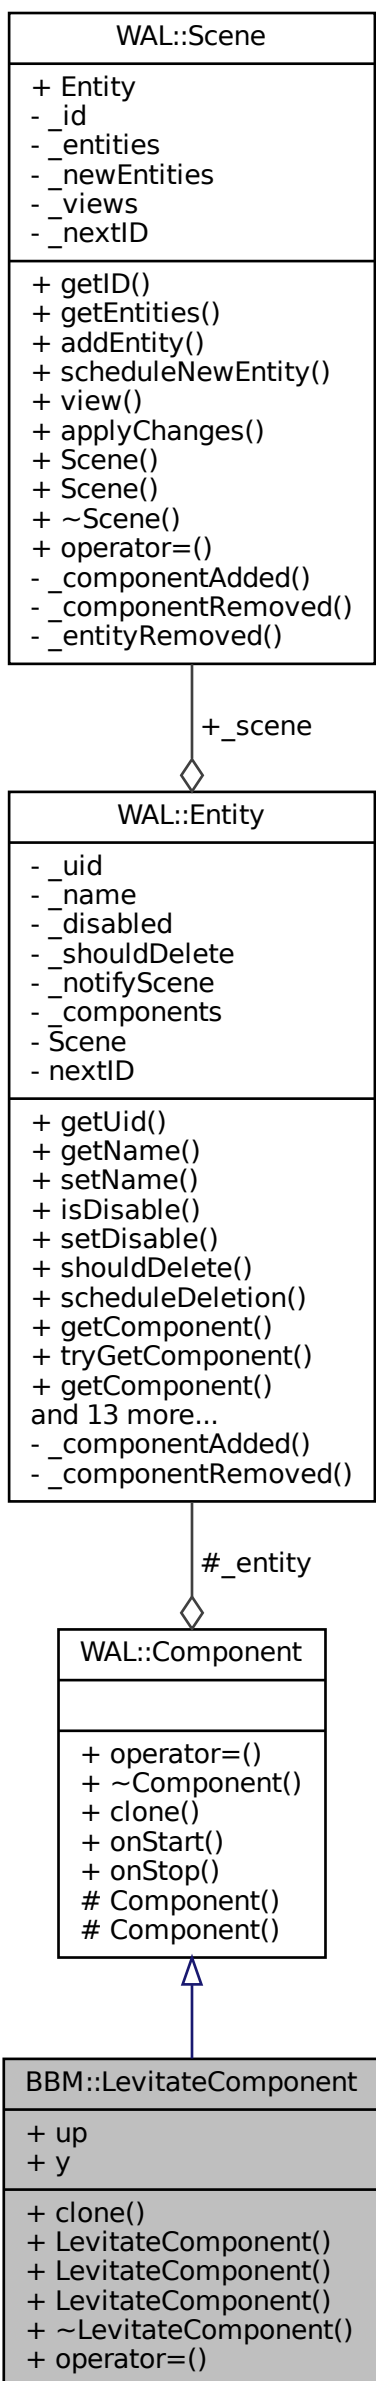 WAL::Scene
+ Entity
- _id
- _entities
- _newEntities
- _views
- _nextID
+ getID()
+ getEntities()
+ addEntity()
+ scheduleNewEntity()
+ view()
+ applyChanges()
+ Scene()
+ Scene()
+ ~Scene()
+ operator=()
- _componentAdded()
- _componentRemoved()
- _entityRemoved()
+_scene
WAL::Entity
- _uid
- _name
- _disabled
- _shouldDelete
- _notifyScene
- _components
- Scene
- nextID
+ getUid()
+ getName()
+ setName()
+ isDisable()
+ setDisable()
+ shouldDelete()
+ scheduleDeletion()
+ getComponent()
+ tryGetComponent()
+ getComponent()
and 13 more...
- _componentAdded()
- _componentRemoved()
#_entity
WAL::Component
+ operator=()
+ ~Component()
+ clone()
+ onStart()
+ onStop()
# Component()
# Component()
BBM::LevitateComponent
+ up
+ y
+ clone()
+ LevitateComponent()
+ LevitateComponent()
+ LevitateComponent()
+ ~LevitateComponent()
+ operator=()